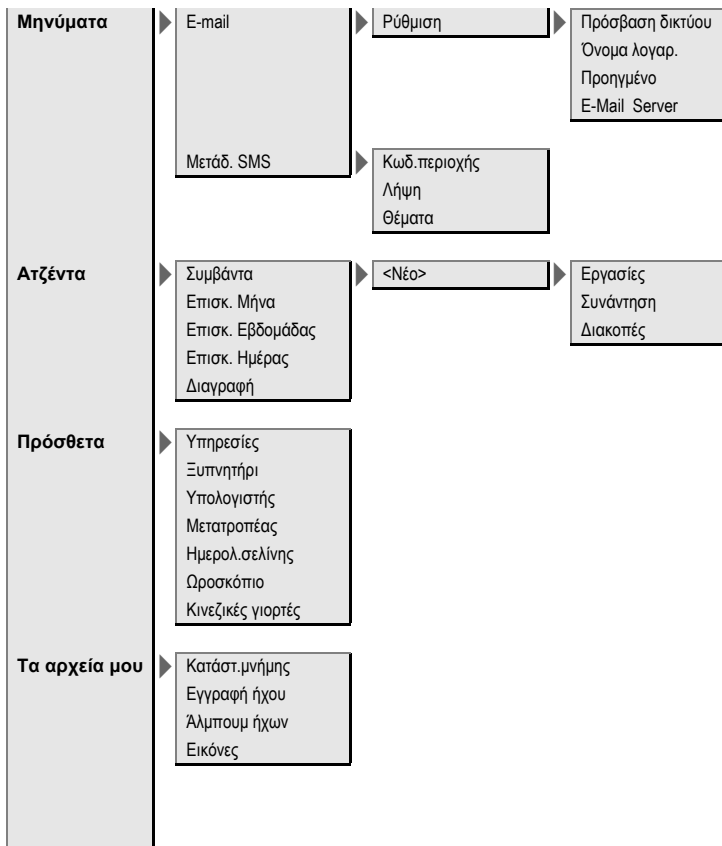 Μηνύματα
E-mail
Ρύθμιση
Πρόσβαση δικτύου
Όνομα λογαρ.
Προηγμένο
E-Mail Server
Μετάδ. SMS
Κωδ.περιοχής
Λήψη
Θέματα
Ατζέντα
Συμβάντα
Επισκ. Μήνα
Επισκ. Εβδομάδας
Επισκ. Ημέρας
Διαγραφή
<Νέο>
Εργασίες
Συνάντηση
Διακοπές
Πρόσθετα
Υπηρεσίες
Ξυπνητήρι
Υπολογιστής
Μετατροπέας
Ημερολ.σελίνης
Ωροσκόπιο
Κινεζικές γιορτές
Τα αρχεία μου
Κατάστ.μνήμης
Εγγραφή ήχου
Άλμπουμ ήχων
Εικόνες